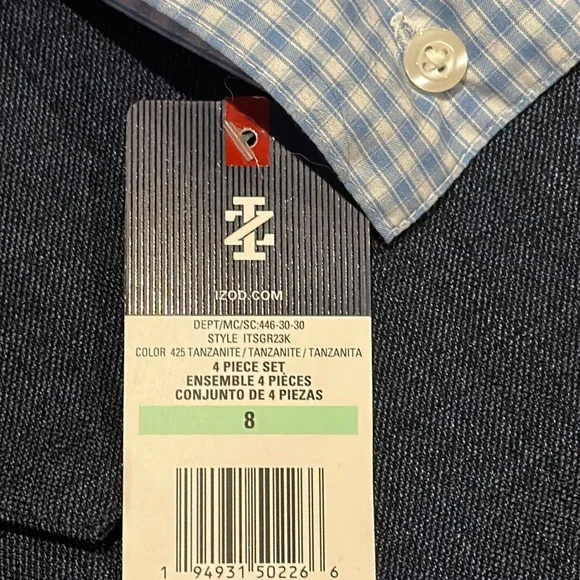 IZOD.COM
DEPT/MC/SC:446-30-30
STYLE ITSGR23K
COLOR 425 TANZANITE / TANZANITE / TANZANITA
4 PIECE SET
ENSEMBLE 4 PIÈCES
CONJUNTO DE 4 PIEZAS
8
1 94931 50226 6